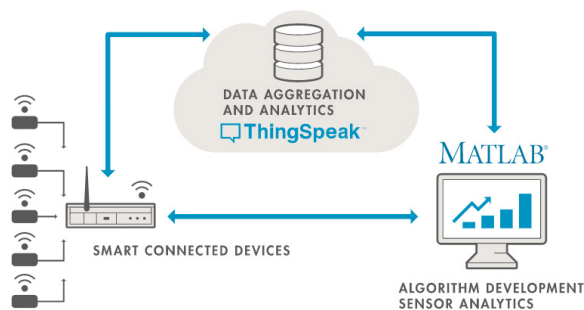 DATA AGGREGATION
AND ANALYTICS
ThingSpeak™
MATLAB®
SMART CONNECTED DEVICES
ALGORITHM DEVELOPMENT
SENSOR ANALYTICS